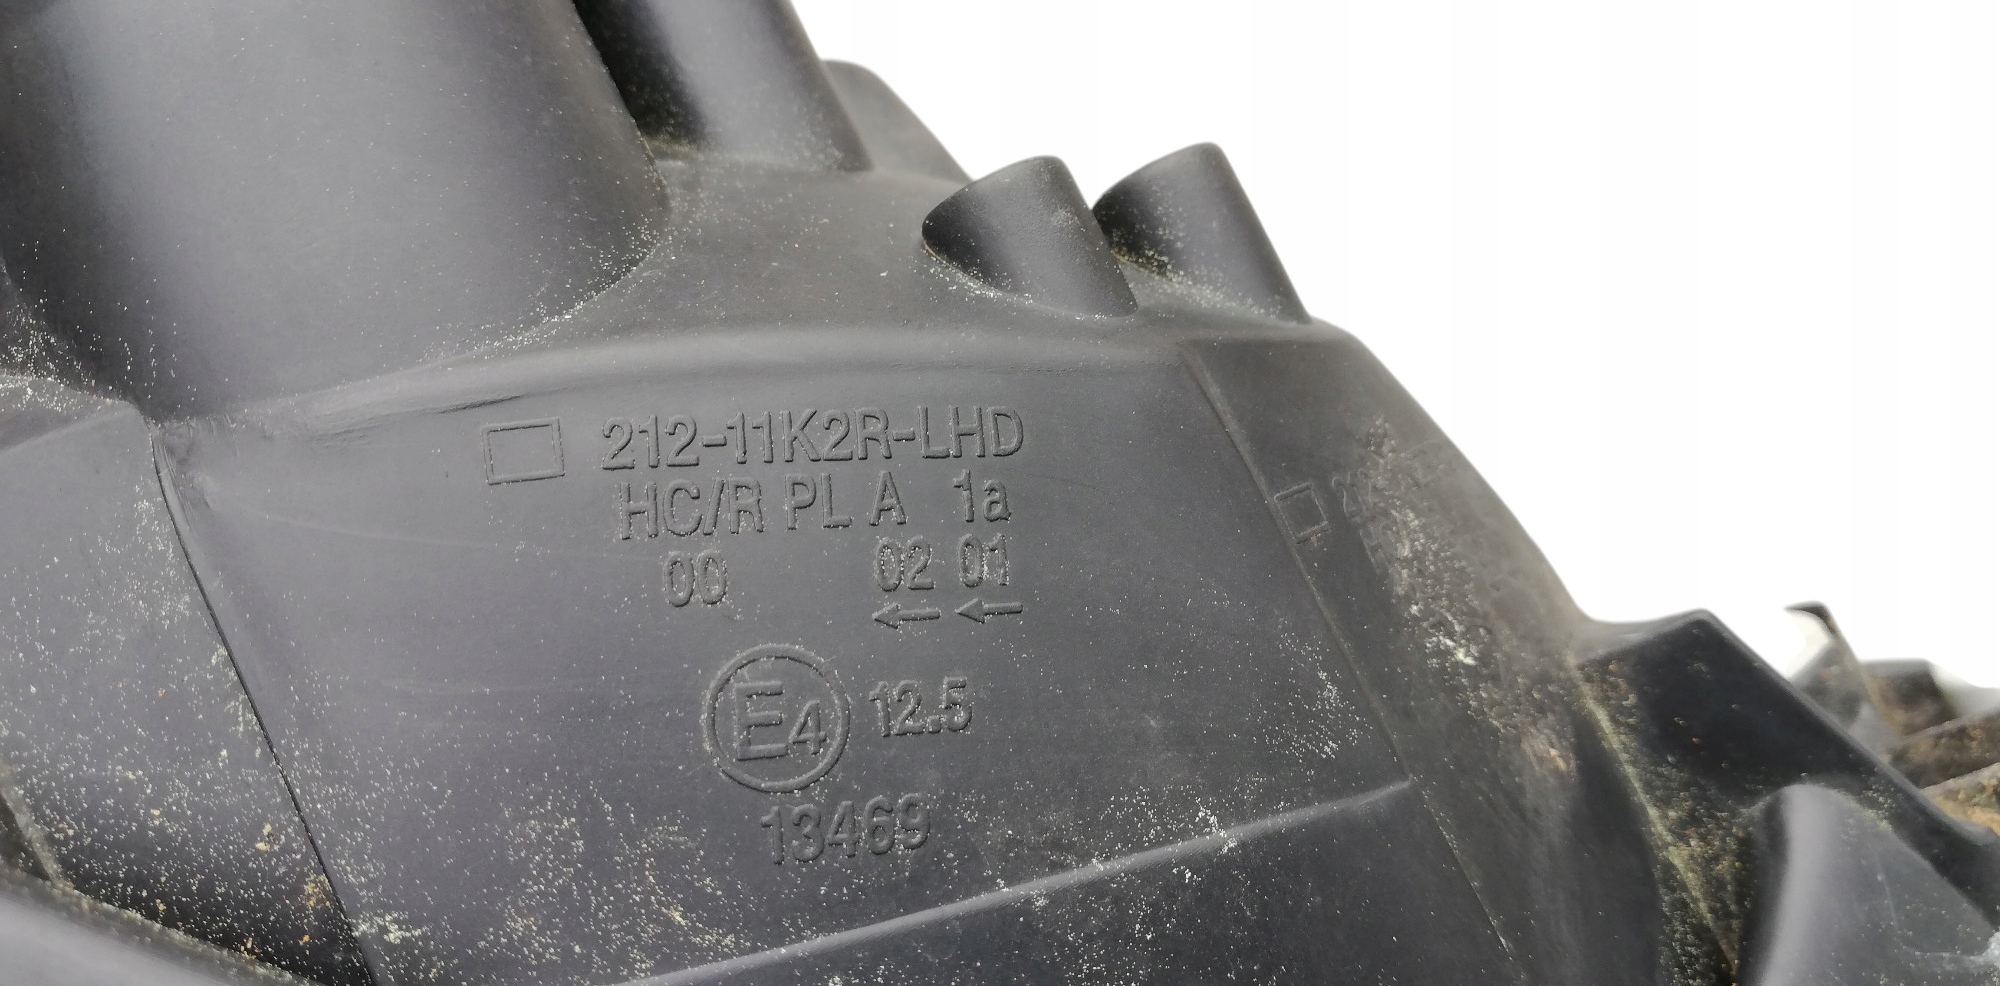 212-11K2R-LHD
HC/R PL A 1a
00 02 01
← ←
E4 12.5
13469